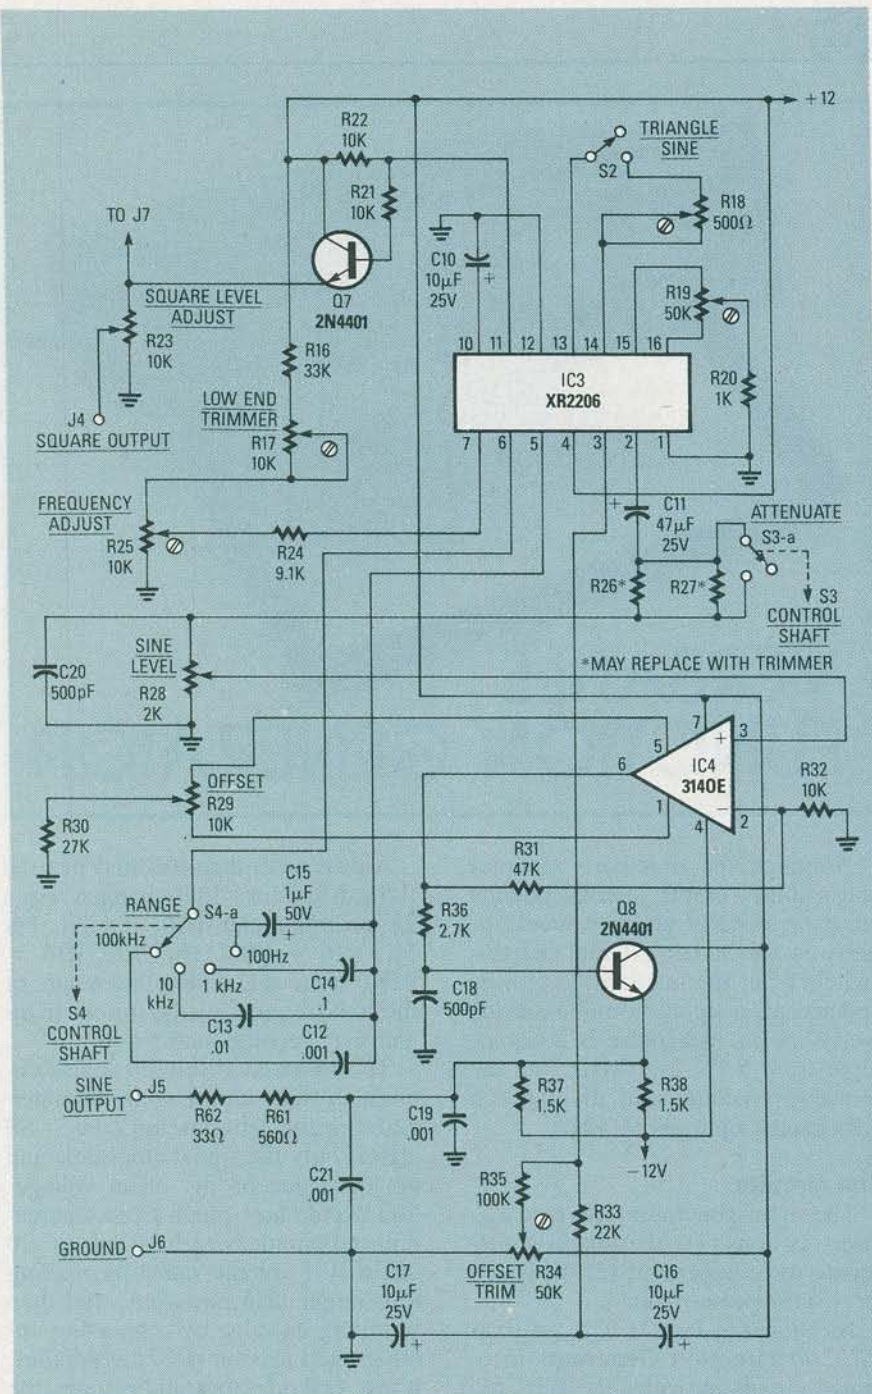 +12
R22
10K
R21
10K
TRIANGLE
SINE
S2
R18
500Ω
TO J7
C10
10µF
25V
+
SQUARE LEVEL
ADJUST
Q7
2N4401
R19
50K
R23
10K
R16
33K
10 11 12 13 14 15 16
IC3
XR2206
R20
1K
J4
SQUARE OUTPUT
LOW END
TRIMMER
R17
10K
7 6 5 4 3 2 1
FREQUENCY
ADJUST
R25
10K
R24
9.1K
+
C11
47µF
25V
ATTENUATE
S3-a
R26*
R27*
S3
CONTROL
SHAFT
C20
500pF
SINE
LEVEL
R28
2K
*MAY REPLACE WITH TRIMMER
7
+
3
5
6
IC4
3140E
1
4
−
2
R32
10K
OFFSET
R29
10K
R30
27K
R31
47K
C15
1µF
50V
+
RANGE
S4-a
100kHz
100Hz
10
kHz
1 kHz
C14
.1
C13
.01
C12
.001
S4
CONTROL
SHAFT
R36
2.7K
Q8
2N4401
C18
500pF
SINE
OUTPUT
J5
R62
33Ω
R61
560Ω
C19
.001
R37
1.5K
R38
1.5K
−12V
C21
.001
R35
100K
R33
22K
GROUND
J6
OFFSET
TRIM
R34
50K
C17
10µF
25V
+
C16
10µF
25V
+